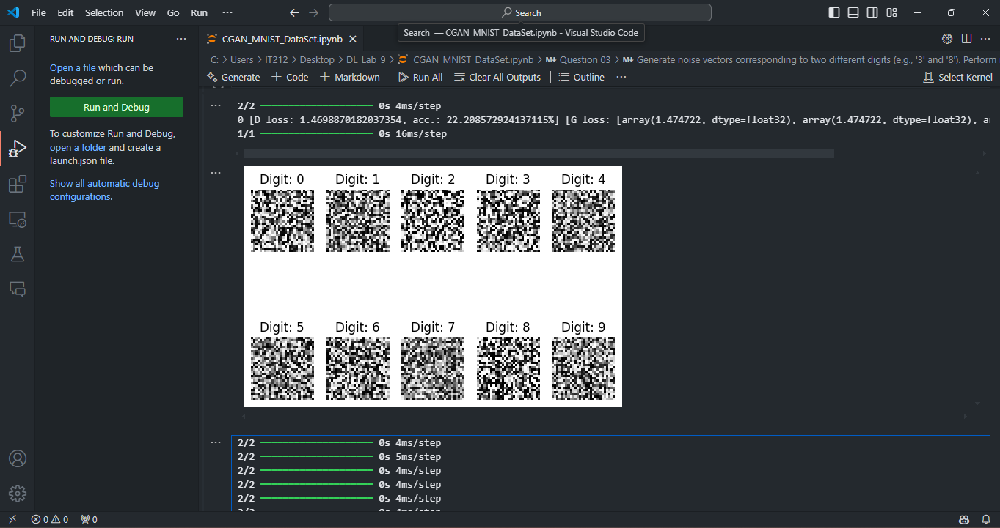 File Edit Selection View Go Run ··· Search
Search — CGAN_MNIST_DataSet.ipynb - Visual Studio Code
RUN AND DEBUG: RUN ···
Open a file which can be
debugged or run.
Run and Debug
To customize Run and Debug,
open a folder and create a
launch.json file.
Show all automatic debug
configurations.
CGAN_MNIST_DataSet.ipynb
C: > Users > IT212 > Desktop > DL_Lab_9 > CGAN_MNIST_DataSet.ipynb > M↓ Question 03 > M↓ Generate noise vectors corresponding to two different digits (e.g., '3' and '8'). Perform
Generate + Code + Markdown | Run All Clear All Outputs | Outline ··· Select Kernel
2/2 0s 4ms/step
0 [D loss: 1.4698870182037354, acc.: 22.208572924137115%] [G loss: [array(1.474722, dtype=float32), array(1.474722, dtype=float32),
1/1 0s 16ms/step
Digit: 0 Digit: 1 Digit: 2 Digit: 3 Digit: 4
Digit: 5 Digit: 6 Digit: 7 Digit: 8 Digit: 9
2/2 0s 4ms/step
2/2 0s 5ms/step
2/2 0s 4ms/step
2/2 0s 4ms/step
2/2 0s 4ms/step
0 0 0